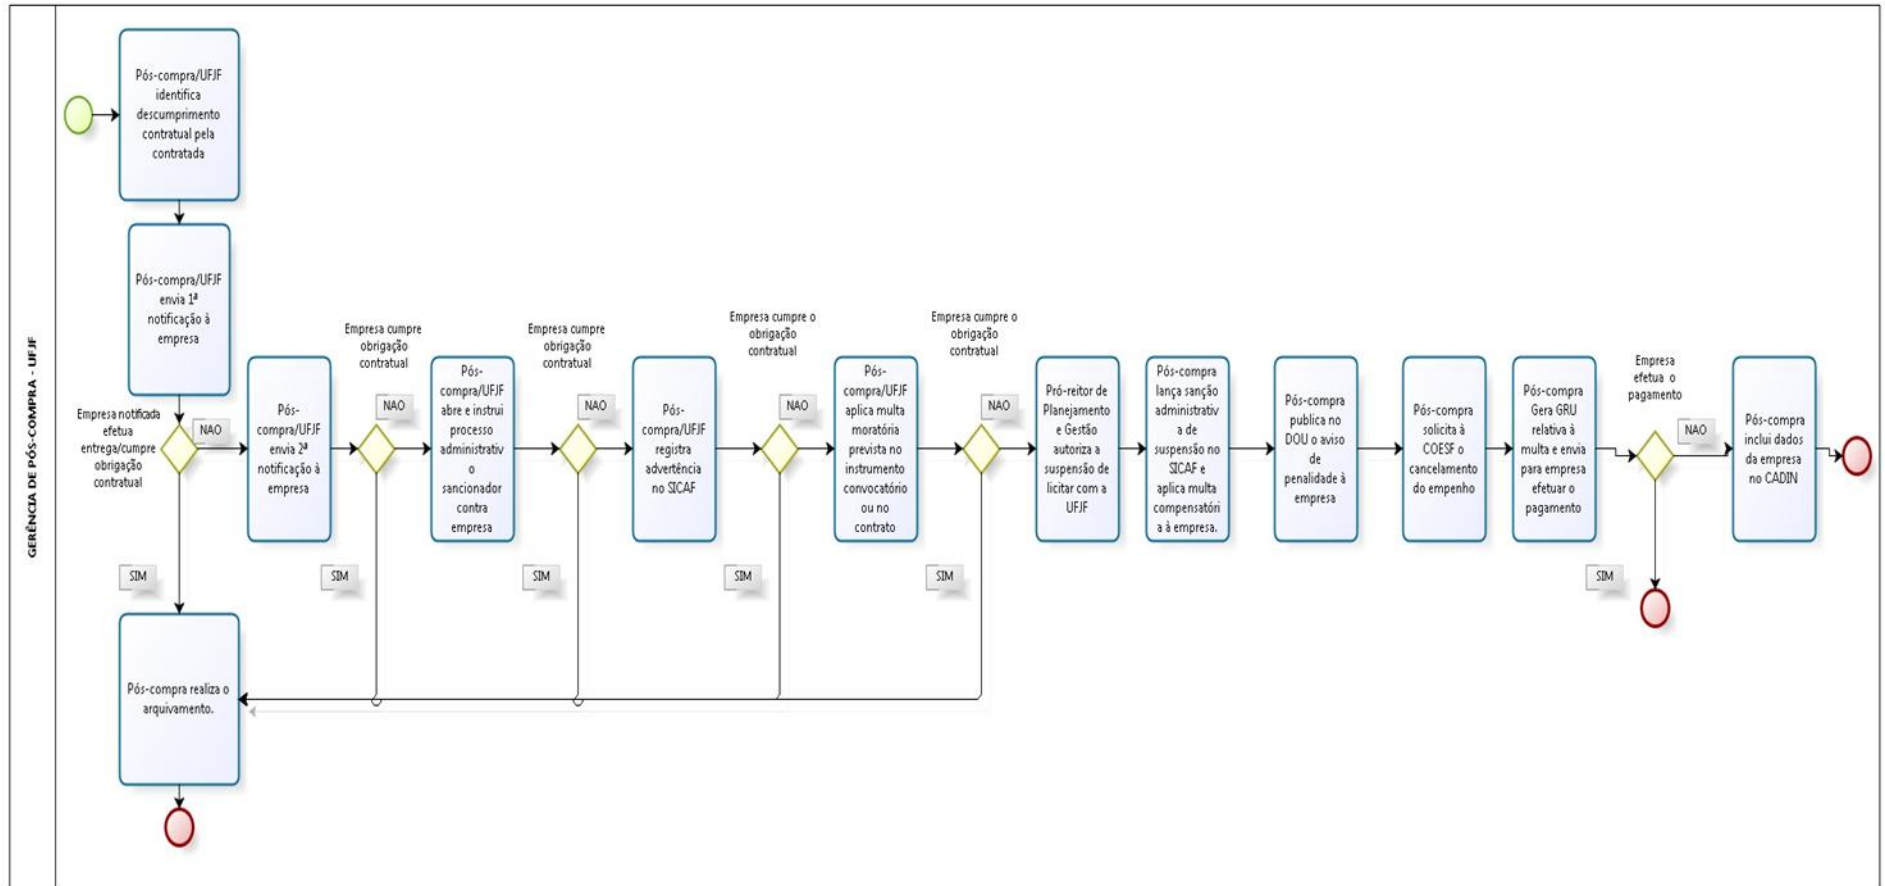 GERÊNCIA DE PÓS-COMPRA - UFJF
Pós-compra/UFJF
identifica
descumprimento
contratual pela
contratada
Pós-compra/UFJF
envia 1ª
notificação à
empresa
Empresa notificada
efetua
entrega/cumpre
obrigação
contratual
NAO
SIM
Pós-
compra/UFJF
envia 2ª
notificação à
empresa
Empresa cumpre
obrigação
contratual
NAO
SIM
Pós-
compra/UFJF
abre e instrui
processo
administrativ
o
sancionador
contra
empresa
Empresa cumpre
obrigação
contratual
NAO
SIM
Pós-
compra/UFJF
registra
advertência
no SICAF
Empresa cumpre o
obrigação
contratual
NAO
SIM
Pós-
compra/UFJF
aplica multa
moratória
prevista no
instrumento
convocatório
ou no
contrato
Empresa cumpre o
obrigação
contratual
NAO
SIM
Pró-reitor de
Planejamento
e Gestão
autoriza a
suspensão de
licitar com a
UFJF
Pós-compra
lança sanção
administrativ
a de
suspensão no
SICAF e
aplica multa
compensatóri
a à empresa.
Pós-compra
publica no
DOU o aviso
de
penalidade à
empresa
Pós-compra
solicita à
COESF o
cancelamento
do empenho
Pós-compra
Gera GRU
relativa à
multa e envia
para empresa
efetuar o
pagamento
Empresa
efetua o
pagamento
NAO
SIM
Pós-compra
inclui dados
da empresa
no CADIN
Pós-compra realiza o
arquivamento.